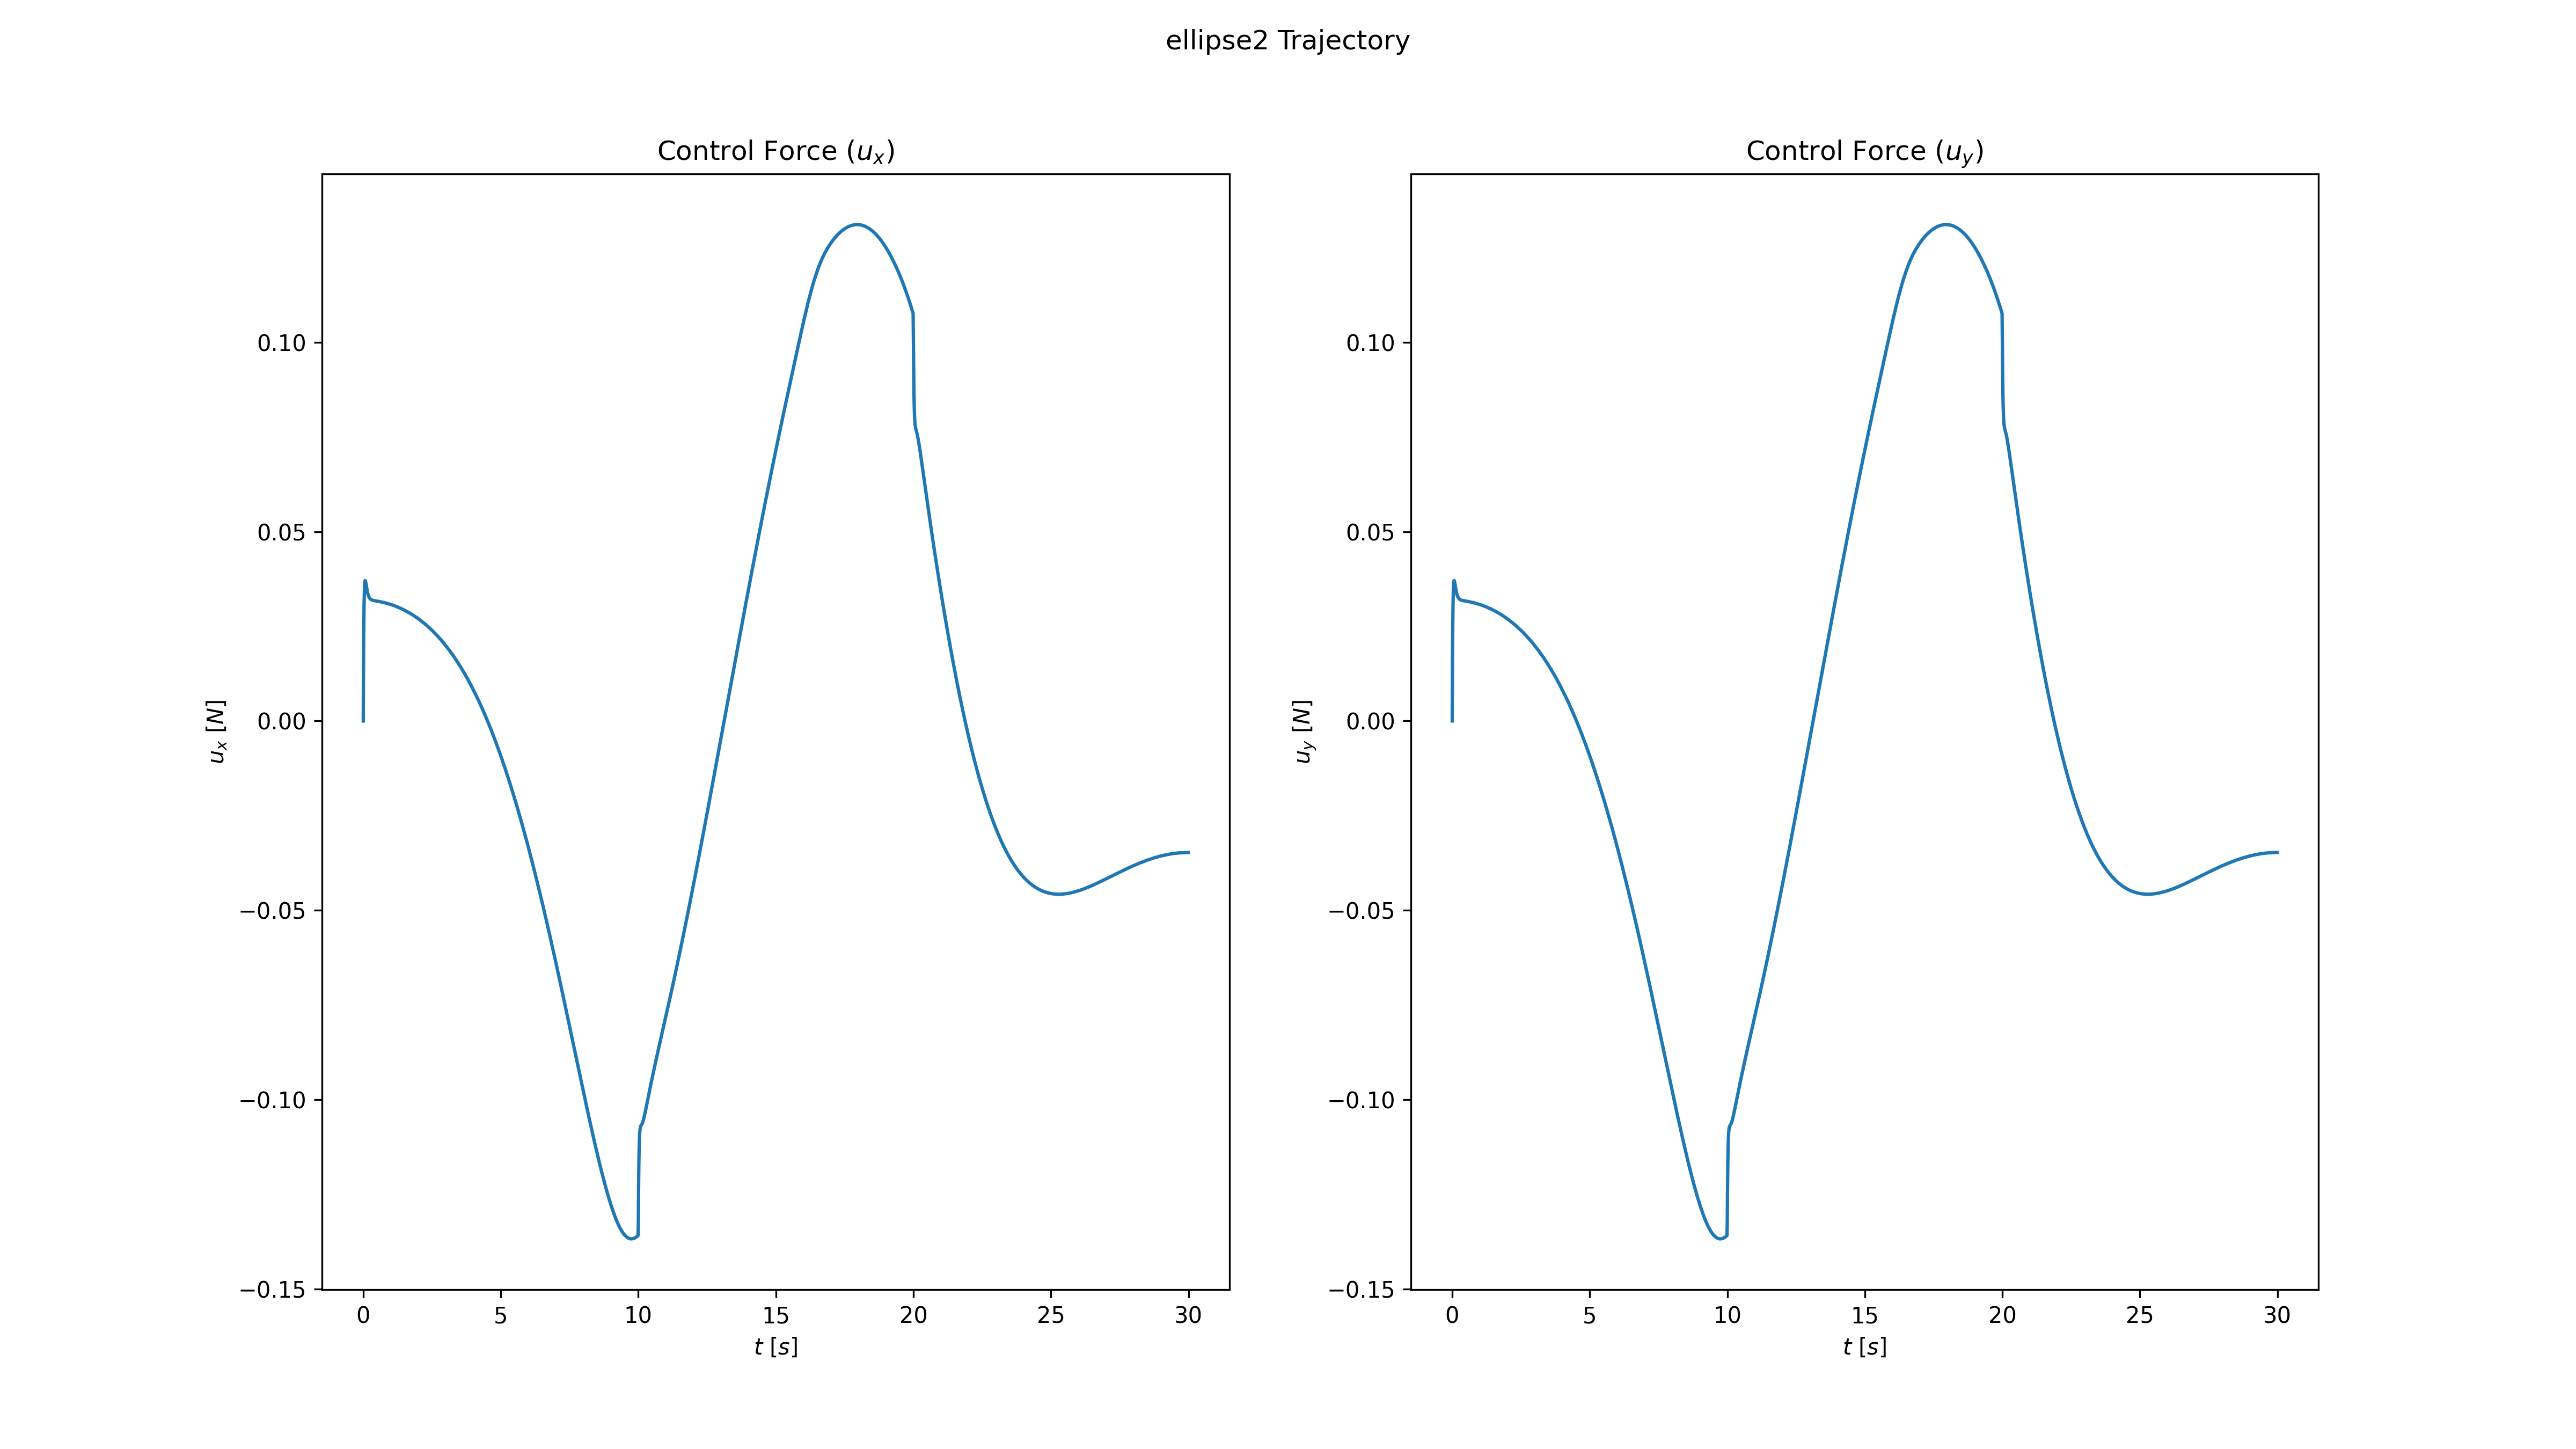 ellipse2 Trajectory
Control Force (uₓ)
0.10
0.05
0.00
−0.05
−0.10
−0.15
uₓ [N]
0 5 10 15 20 25 30
t [s]
Control Force (u_y)
0.10
0.05
0.00
−0.05
−0.10
−0.15
u_y [N]
0 5 10 15 20 25 30
t [s]